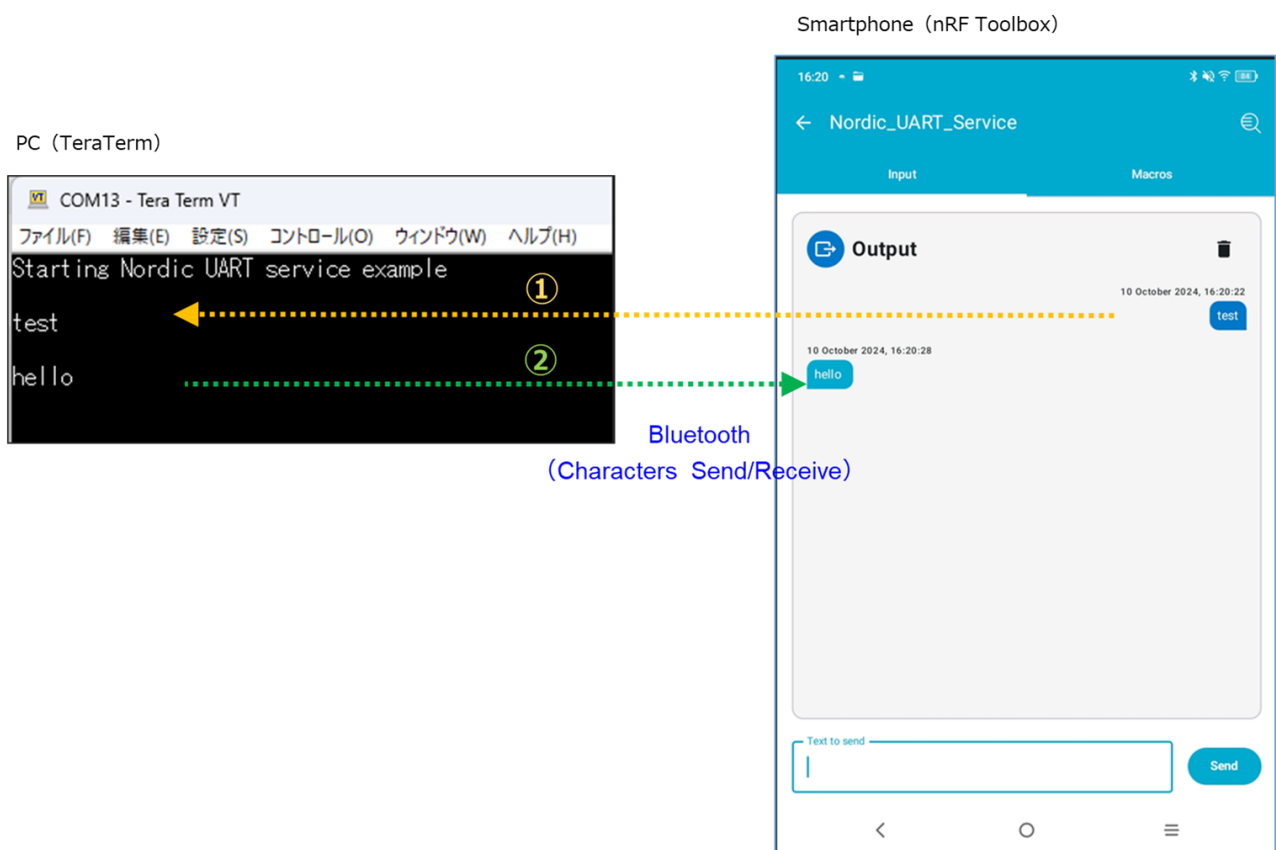 Smartphone（nRF Toolbox）
16:20
Nordic_UART_Service
Input
Macros
Output
10 October 2024, 16:20:22
test
10 October 2024, 16:20:28
hello
Text to send
Send
PC（TeraTerm）
VT
COM13 - Tera Term VT
ファイル(F) 編集(E) 設定(S) コントロール(O) ウィンドウ(W) ヘルプ(H)
Starting Nordic UART service example
①
test
②
hello
Bluetooth
（Characters Send/Receive）